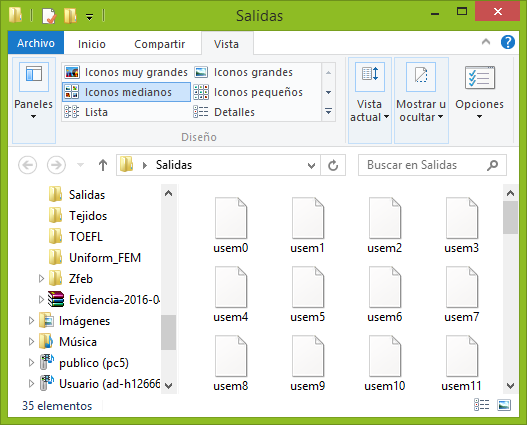 Salidas
Archivo Inicio Compartir Vista
Paneles
Iconos muy grandes Iconos grandes
Iconos medianos Iconos pequeños
Lista Detalles
Diseño
Vista actual
Mostrar u ocultar
Opciones
Salidas
Buscar en Salidas
Salidas
Tejidos
TOEFL
Uniform_FEM
Zfeb
Evidencia-2016-0
Imágenes
Música
publico (pc5)
Usuario (ad-h12666
usem0 usem1 usem2 usem3
usem4 usem5 usem6 usem7
usem8 usem9 usem10 usem11
35 elementos